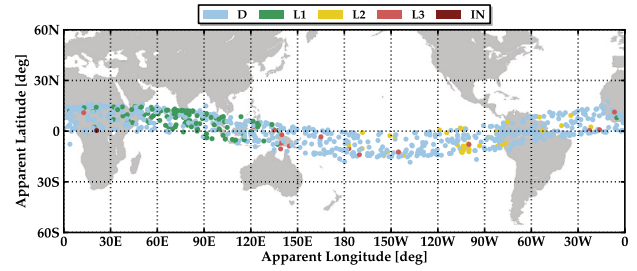 D L1 L2 L3 IN
60N
30N
0
30S
60S
Apparent Latitude [deg]
0 30E 60E 90E 120E 150E 180 150W 120W 90W 60W 30W 0
Apparent Longitude [deg]